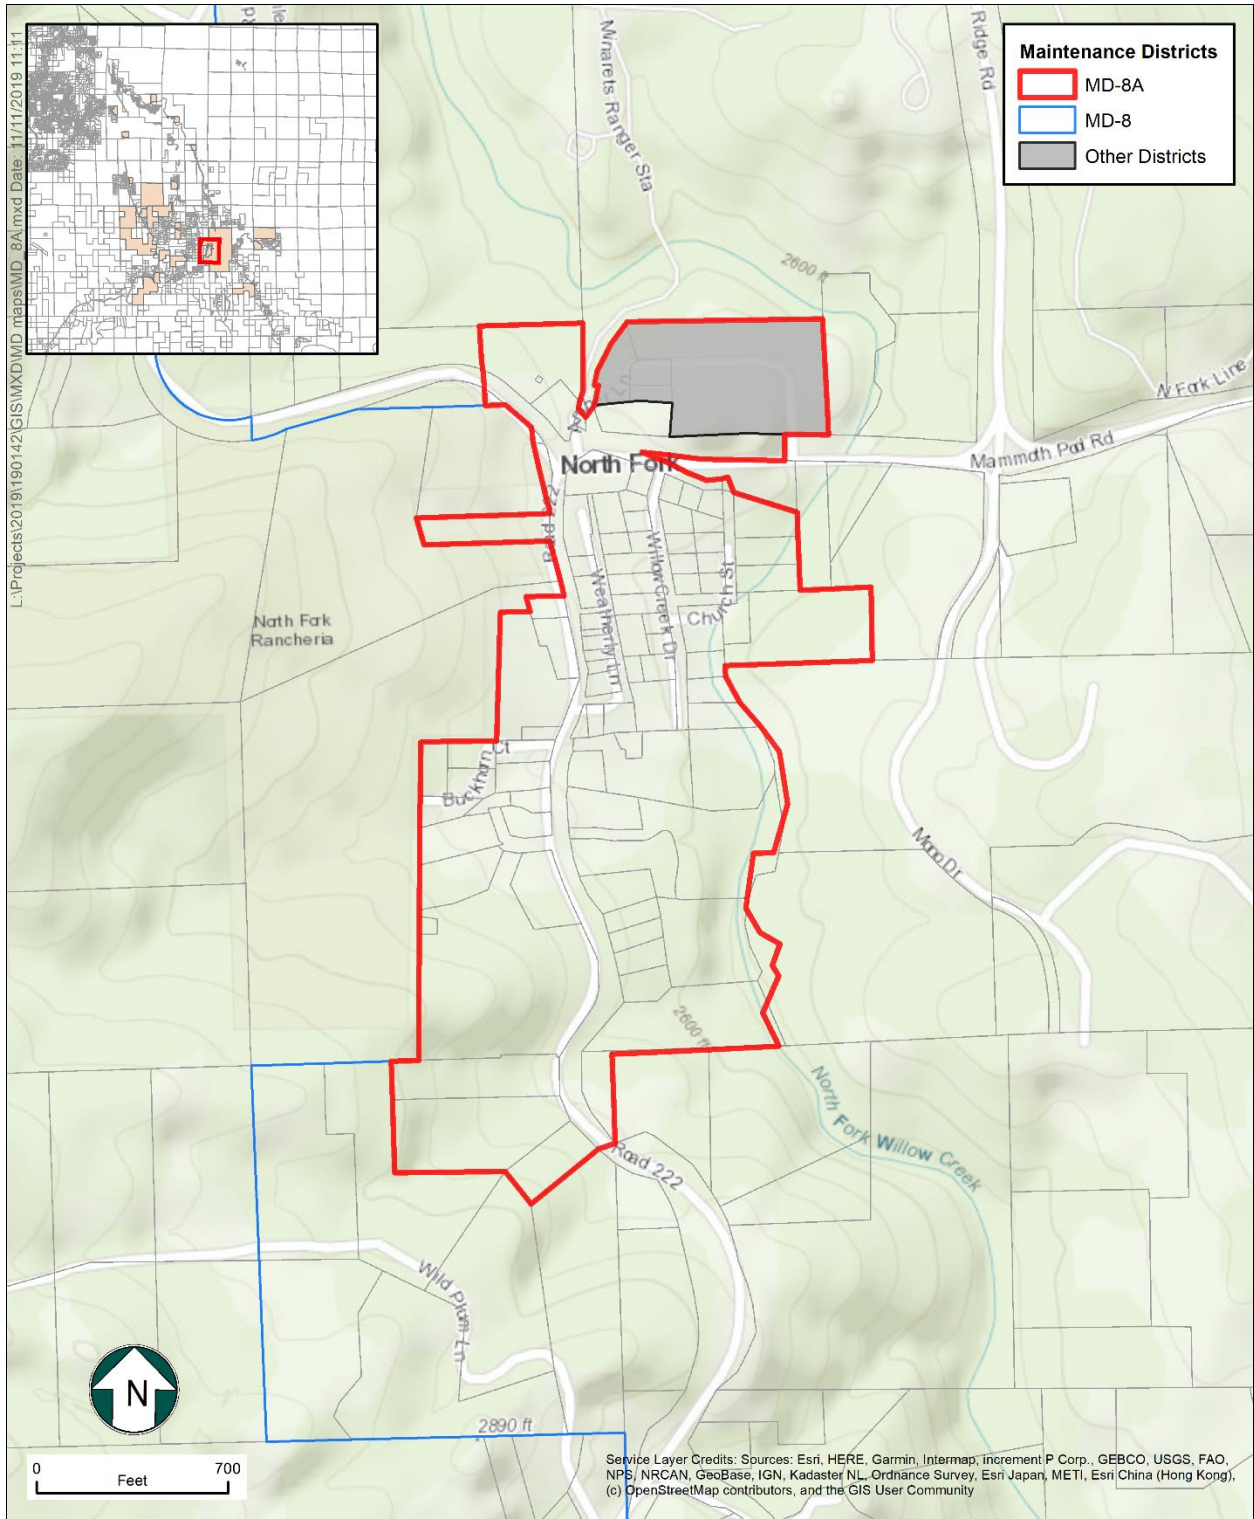 L:\Projects\2019\190142\GIS\MXD\MD maps\MD_8A.mxd Date: 11/11/2019 11:11
Minarets Ranger Sta
Ridge Rd
Maintenance Districts
MD-8A
MD-8
Other Districts
2600 ft
N Fork Line
Mammoth Pool Rd
North Fork
Road 222
Weatherly Ln
Willow Creek Dr
Church St
North Fork
Rancheria
Buckhorn Ct
Mono Dr
2600 ft
North Fork Willow Creek
Road 222
Wild Plum Ln
N
2890 ft
0 700
Feet
Service Layer Credits: Sources: Esri, HERE, Garmin, Intermap, increment P Corp., GEBCO, USGS, FAO,
NPS, NRCAN, GeoBase, IGN, Kadaster NL, Ordnance Survey, Esri Japan, METI, Esri China (Hong Kong),
(c) OpenStreetMap contributors, and the GIS User Community